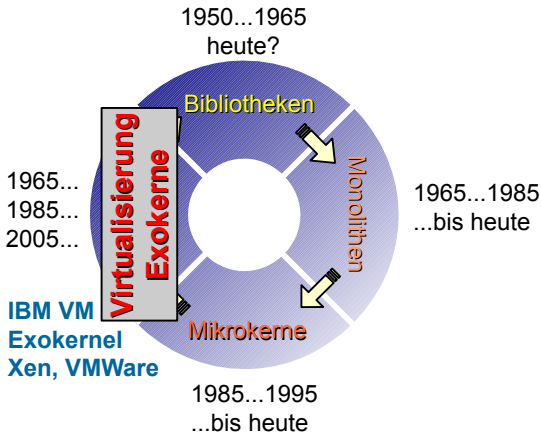 1950...1965
heute?
Bibliotheken
Virtualisierung
Exokerne
Monolithen
1965...
1985...
2005...
1965...1985
...bis heute
IBM VM
Exokernel
Xen, VMWare
Mikrokerne
1985...1995
...bis heute